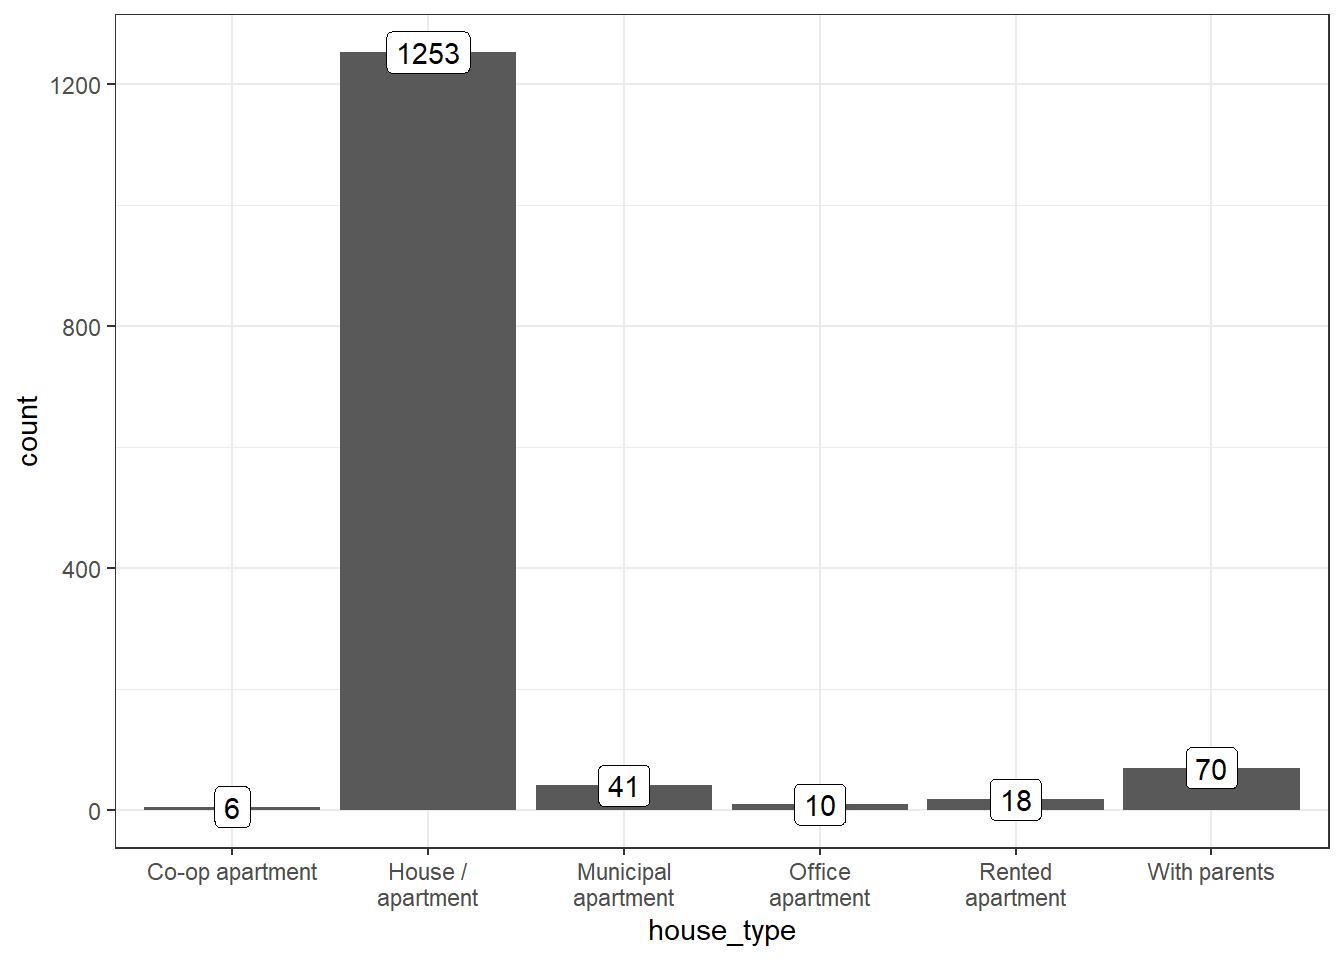 1253
1200
800
count
400
70
41
18
10
6
0
Co-op apartment
House /
apartment
Municipal
apartment
Office
apartment
Rented
apartment
With parents
house_type